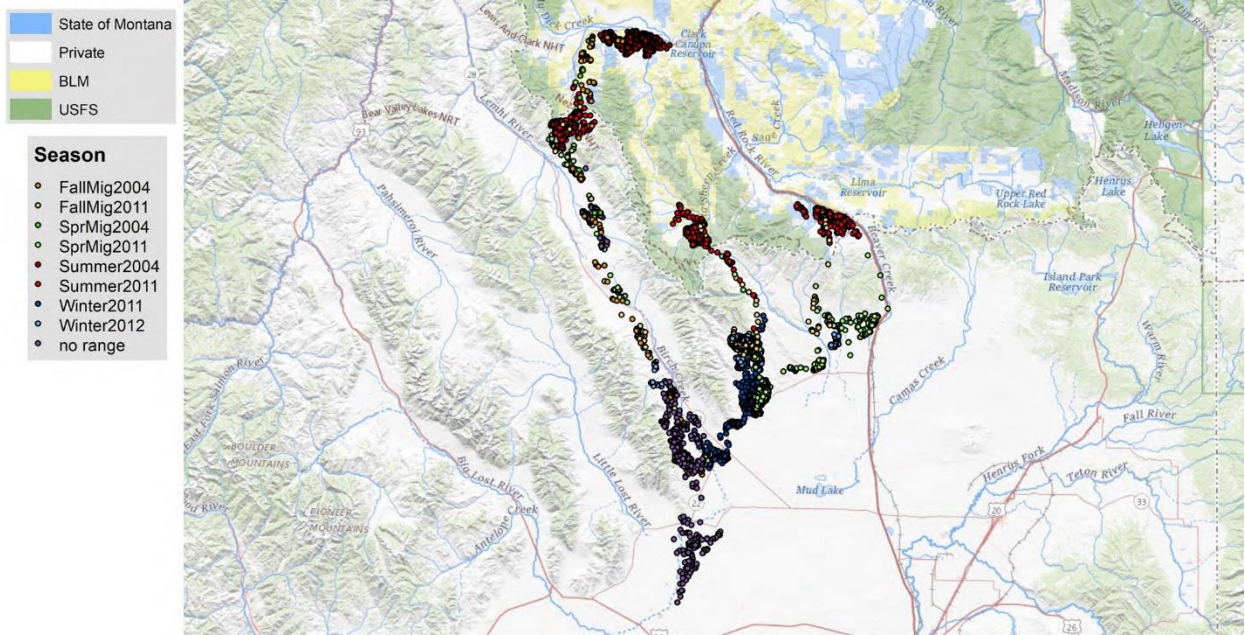 State of Montana
Private
BLM
USFS
Season
FallMig2004
FallMig2011
SprMig2004
SprMig2011
Summer2004
Summer2011
Winter2011
Winter2012
no range
Dick Creek
Lewis And Clark NHT
Clark
Canyon
Reservoir
28
Lemhi River
Bear Valley Lakes NRT
93
Pahsimeroi River
Red Rock River
Sage Creek
Lima
Reservoir
Upper Red
Rock Lake
Madison River
Hebgen
Lake
Henrys
Lake
Beaver Creek
Island Park
Reservoir
Warm River
Birch Creek
Camas Creek
Fall River
East Fork Salmon River
BOULDER
MOUNTAINS
Big Lost River
Little Lost River
Mud Lake
Henrys Fork
Teton River
22
20
33
PIONEER
MOUNTAINS
Antelope Creek
26